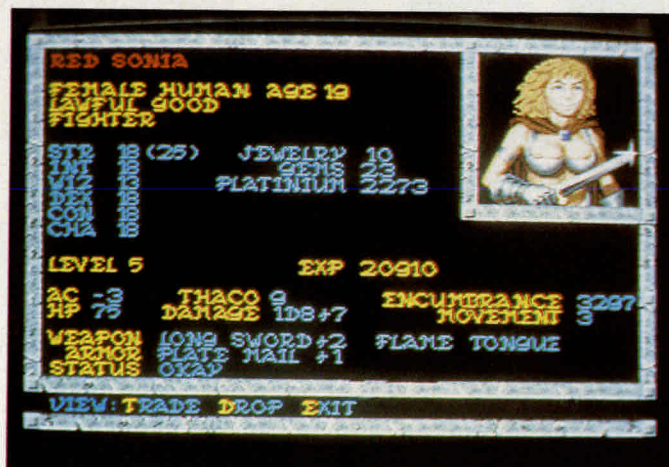 RED SONIA
FEMALE HUMAN AGE 19
LAWFUL GOOD
FIGHTER
STR 18(25) JEWELRY 10
INT 18 GEMS 23
WIZ 13 PLATINIUM 2273
DEX 18
CON 18
CHA 18
LEVEL 5 EXP 20910
AC -3 THACO 9 ENCUMBRANCE 3297
HP 75 DAMAGE 1D8+7 MOVEMENT 3
WEAPON LONG SWORD+2 FLAME TONGUE
ARMOR PLATE MAIL +1
STATUS OKAY
VIEW:TRADE DROP EXIT